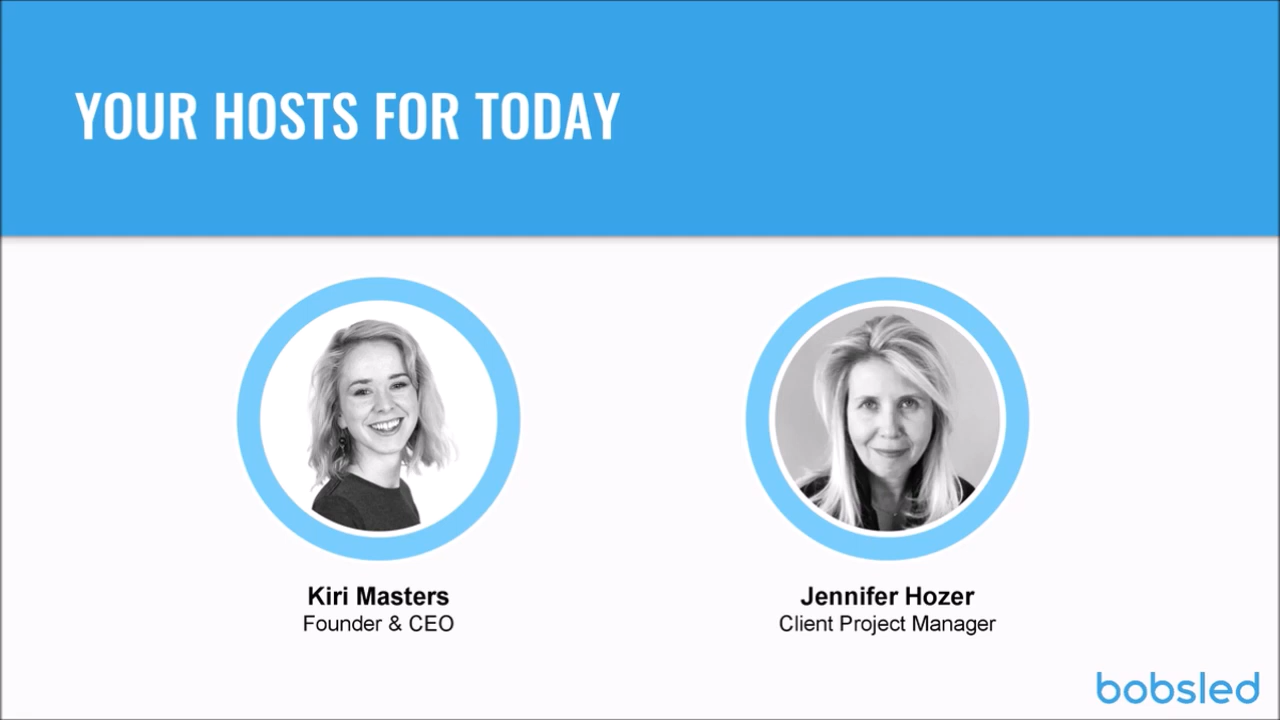 YOUR HOSTS FOR TODAY
Kiri Masters
Founder & CEO
Jennifer Hozer
Client Project Manager
bobsled